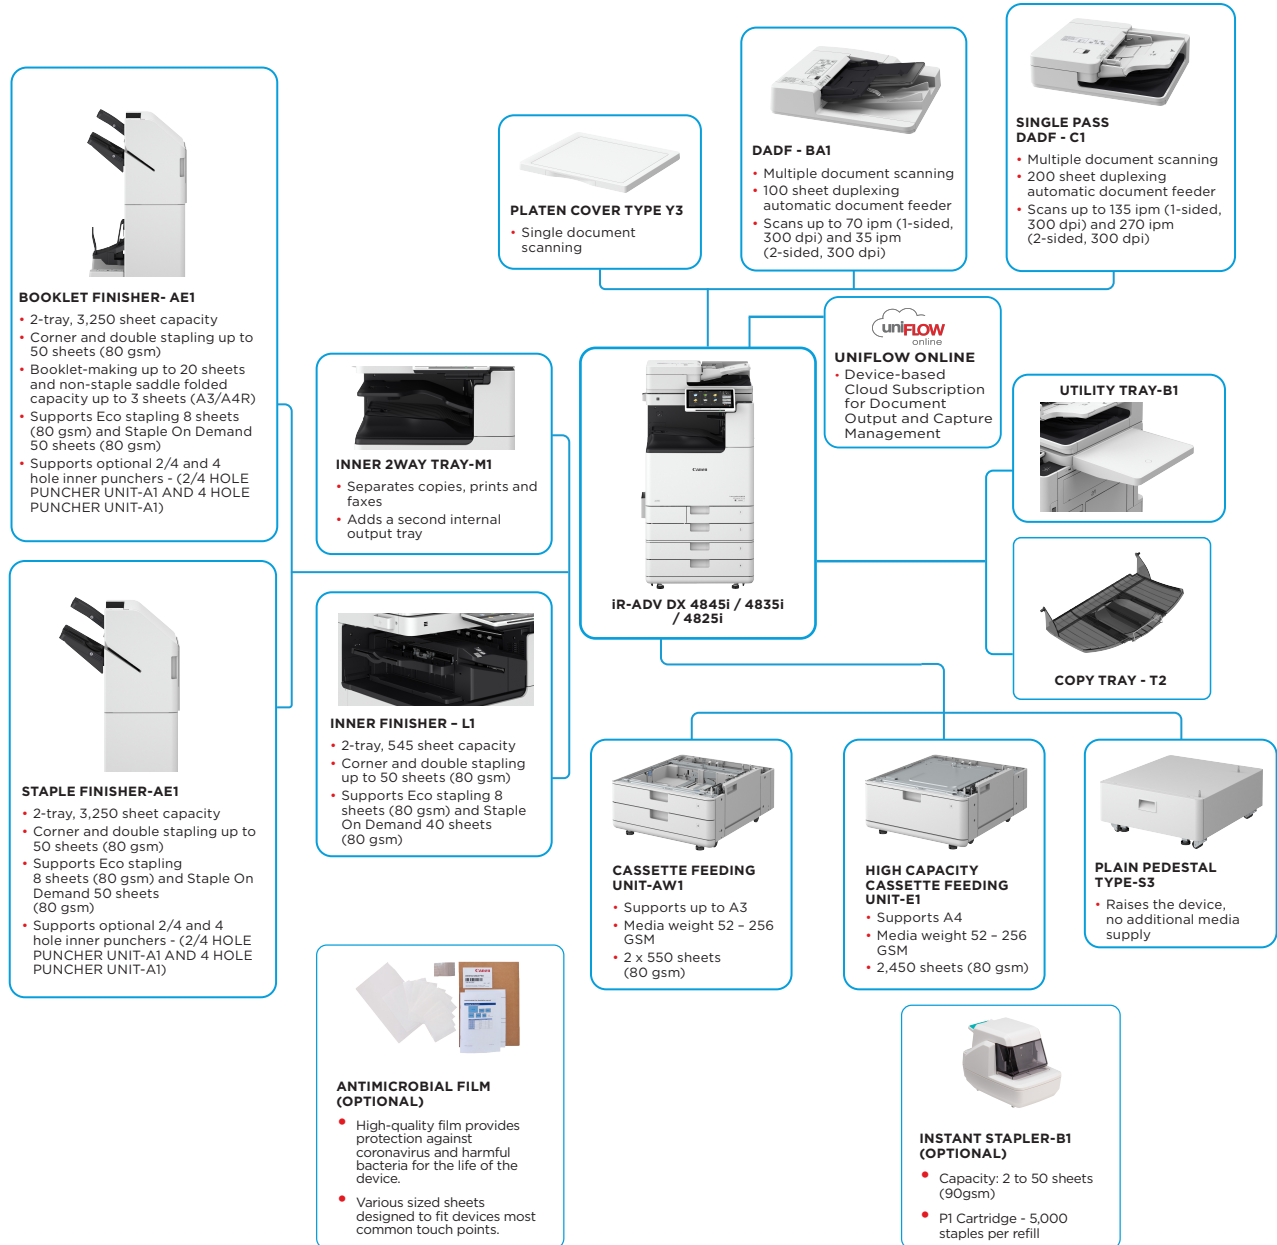 SINGLE PASS
DADF - C1
• Multiple document scanning
• 200 sheet duplexing
automatic document feeder
• Scans up to 135 ipm (1-sided,
300 dpi) and 270 ipm
(2-sided, 300 dpi)
DADF - BA1
• Multiple document scanning
• 100 sheet duplexing
automatic document feeder
• Scans up to 70 ipm (1-sided,
300 dpi) and 35 ipm
(2-sided, 300 dpi)
PLATEN COVER TYPE Y3
• Single document
scanning
BOOKLET FINISHER- AE1
• 2-tray, 3,250 sheet capacity
• Corner and double stapling up to
50 sheets (80 gsm)
• Booklet-making up to 20 sheets
and non-staple saddle folded
capacity up to 3 sheets (A3/A4R)
• Supports Eco stapling 8 sheets
(80 gsm) and Staple On Demand
50 sheets (80 gsm)
• Supports optional 2/4 and 4
hole inner punchers - (2/4 HOLE
PUNCHER UNIT-A1 AND 4 HOLE
PUNCHER UNIT-A1)
uniFLOW
online
UNIFLOW ONLINE
• Device-based
Cloud Subscription
for Document
Output and Capture
Management
INNER 2WAY TRAY-M1
• Separates copies, prints and
faxes
• Adds a second internal
output tray
Canon
iR-ADV DX 4845i / 4835i
/ 4825i
UTILITY TRAY-B1
COPY TRAY - T2
STAPLE FINISHER-AE1
• 2-tray, 3,250 sheet capacity
• Corner and double stapling up to
50 sheets (80 gsm)
• Supports Eco stapling
8 sheets (80 gsm) and Staple On
Demand 50 sheets
(80 gsm)
• Supports optional 2/4 and 4
hole inner punchers - (2/4 HOLE
PUNCHER UNIT-A1 AND 4 HOLE
PUNCHER UNIT-A1)
INNER FINISHER – L1
• 2-tray, 545 sheet capacity
• Corner and double stapling
up to 50 sheets (80 gsm)
• Supports Eco stapling 8
sheets (80 gsm) and Staple
On Demand 40 sheets
(80 gsm)
CASSETTE FEEDING
UNIT-AW1
• Supports up to A3
• Media weight 52 – 256
GSM
• 2 x 550 sheets
(80 gsm)
HIGH CAPACITY
CASSETTE FEEDING
UNIT-E1
• Supports A4
• Media weight 52 – 256
GSM
• 2,450 sheets (80 gsm)
PLAIN PEDESTAL
TYPE-S3
• Raises the device,
no additional media
supply
Canon
ANTIMICROBIAL FILM
(OPTIONAL)
• High-quality film provides
protection against
coronavirus and harmful
bacteria for the life of the
device.
• Various sized sheets
designed to fit devices most
common touch points.
INSTANT STAPLER-B1
(OPTIONAL)
• Capacity: 2 to 50 sheets
(90gsm)
• P1 Cartridge - 5,000
staples per refill